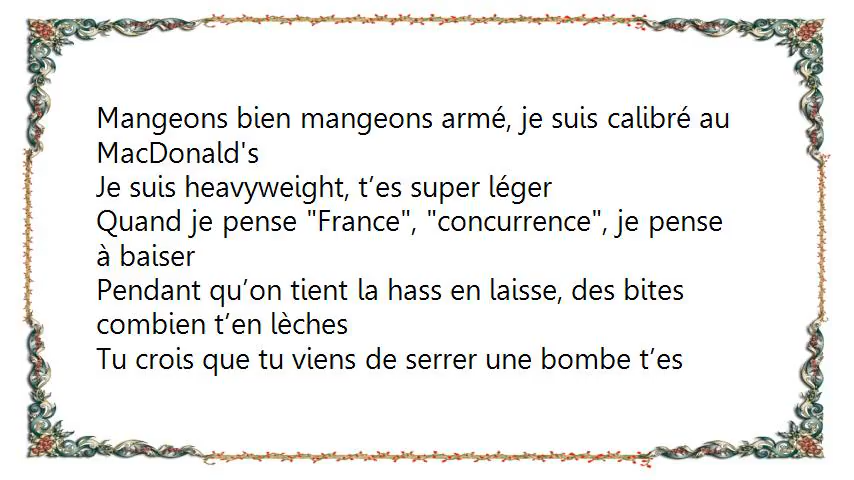 Mangeons bien mangeons armé, je suis calibré au
MacDonald's
Je suis heavyweight, t’es super léger
Quand je pense "France", "concurrence", je pense
à baiser
Pendant qu’on tient la hass en laisse, des bites
combien t’en lèches
Tu crois que tu viens de serrer une bombe t’es